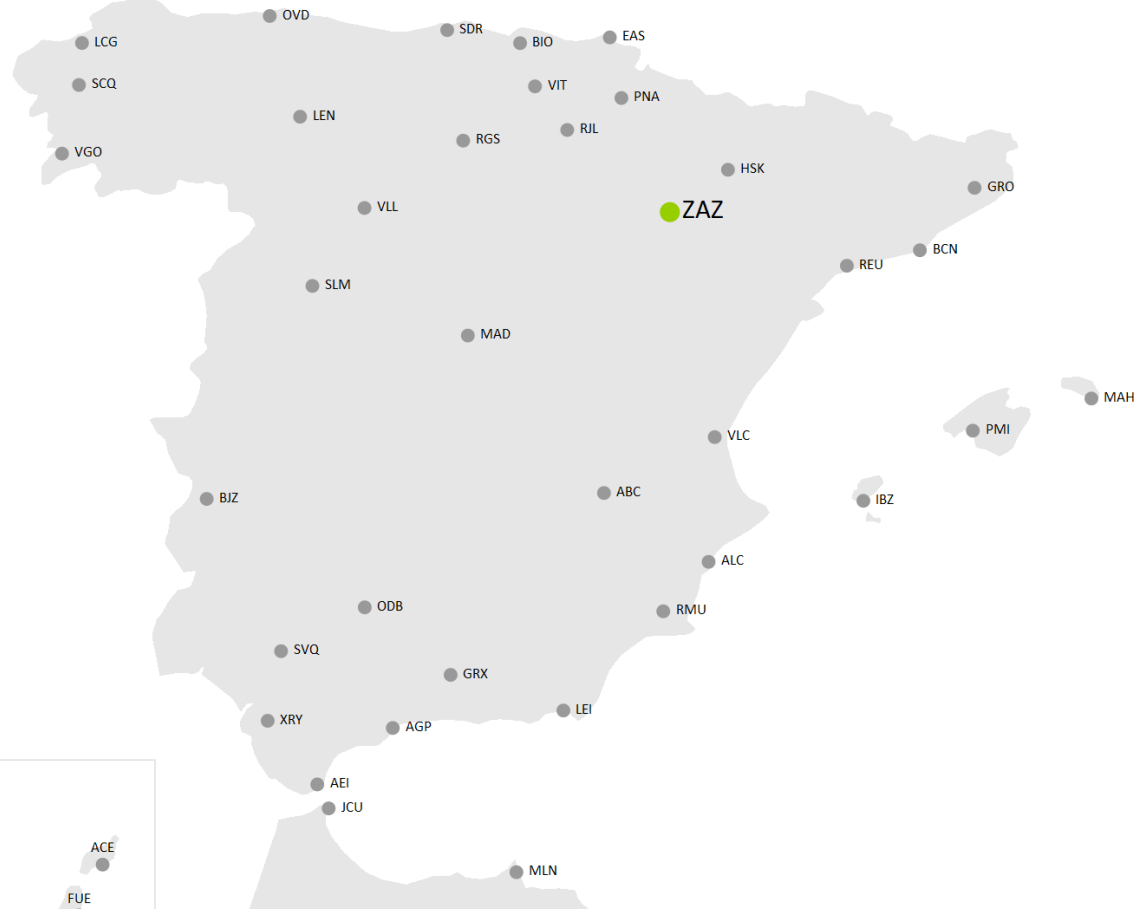 OVD
SDR
EAS
LCG
BIO
SCQ
VIT
PNA
LEN
RJL
RGS
VGO
HSK
GRO
VLL
ZAZ
BCN
REU
SLM
MAD
MAH
PMI
VLC
ABC
BJZ
IBZ
ALC
ODB
RMU
SVQ
GRX
LEI
XRY
AGP
AEI
JCU
ACE
MLN
FUE